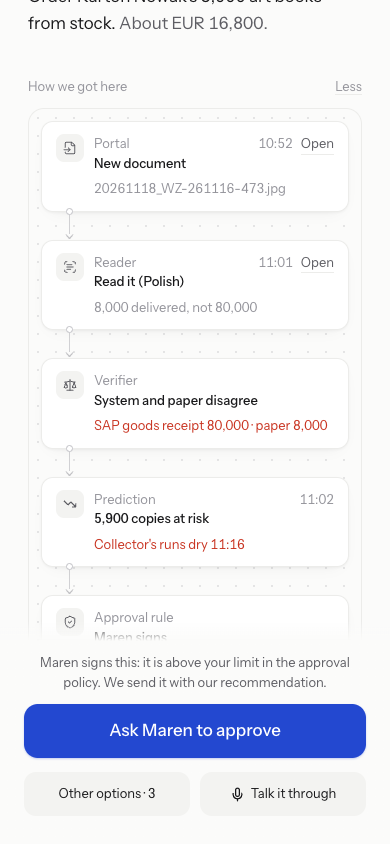 from stock. About EUR 16,800.
How we got here
Less
Portal
10:52 Open
New document
20261118_WZ-261116-473.jpg
Reader
11:01 Open
Read it (Polish)
8,000 delivered, not 80,000
Verifier
System and paper disagree
SAP goods receipt 80,000 · paper 8,000
Prediction
11:02
5,900 copies at risk
Collector's runs dry 11:16
Approval rule
Maren signs
Maren signs this: it is above your limit in the approval
policy. We send it with our recommendation.
Ask Maren to approve
Other options · 3
Talk it through